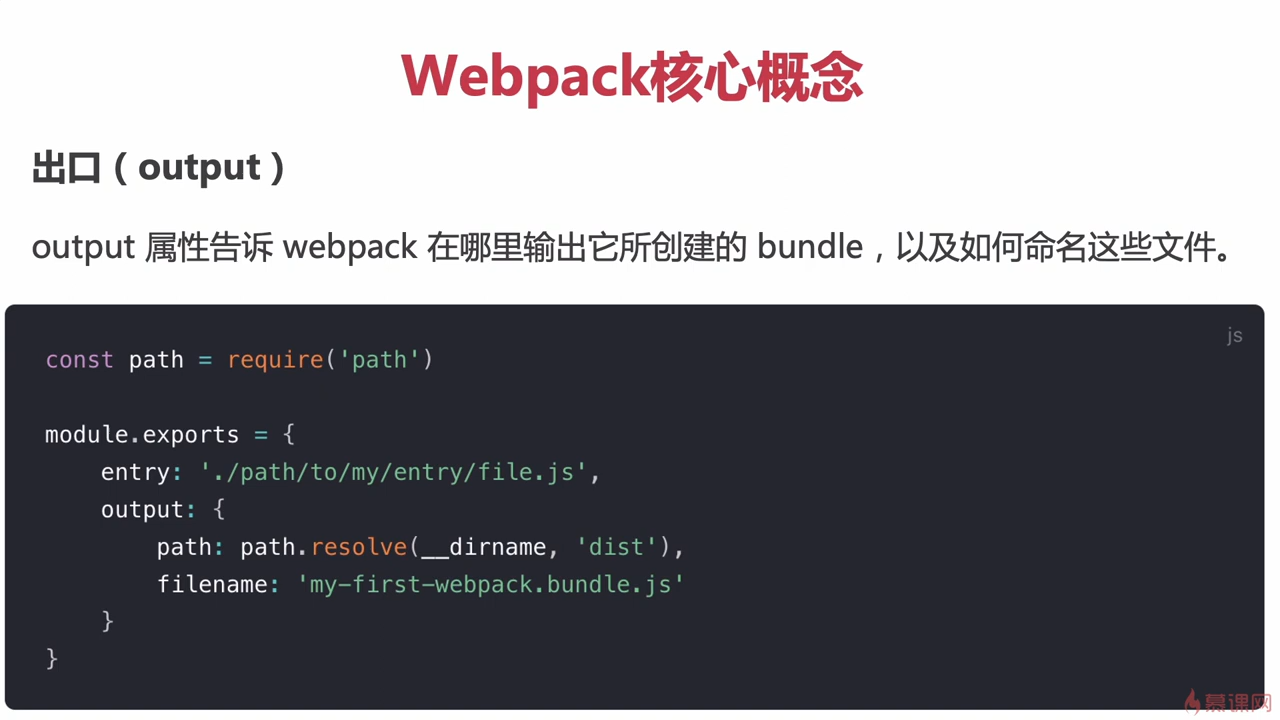 Webpack核心概念
出口（output）
output 属性告诉 webpack 在哪里输出它所创建的 bundle，以及如何命名这些文件。
js
const path = require('path')
module.exports = {
    entry: './path/to/my/entry/file.js',
    output: {
        path: path.resolve(__dirname, 'dist'),
        filename: 'my-first-webpack.bundle.js'
    }
}
慕课网